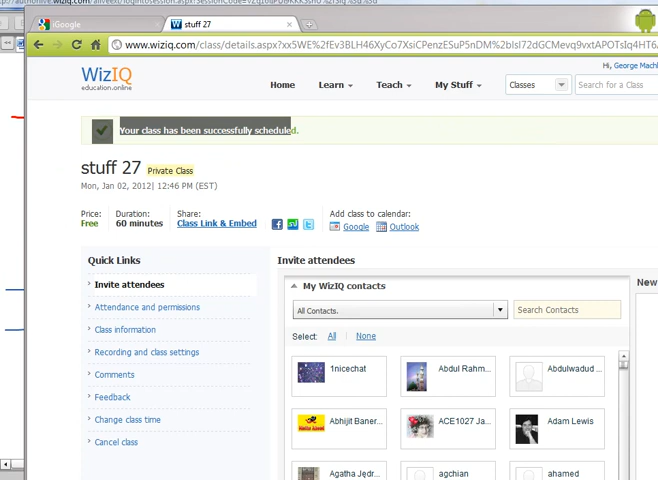 iGoogle
stuff 27
www.wiziq.com/class/details.aspx?
Hi, George Mach
WizIQ
education.online
Home Learn Teach My Stuff Classes Search for a Class
Your class has been successfully scheduled.
stuff 27 Private Class
Mon, Jan 02, 2012| 12:46 PM (EST)
Price: Duration: Share: Add class to calendar:
Free 60 minutes Class Link & Embed Google Outlook
Quick Links
Invite attendees
Attendance and permissions
Class information
Recording and class settings
Comments
Feedback
Change class time
Cancel class
Invite attendees
My WizIQ contacts
New
All Contacts. Search Contacts
Select: All | None
1nicechat Abdul Rahm... Abdulwadud ...
Abhijit Baner... ACE1027 Ja... Adam Lewis
Agatha Jędr... agchian ahamed